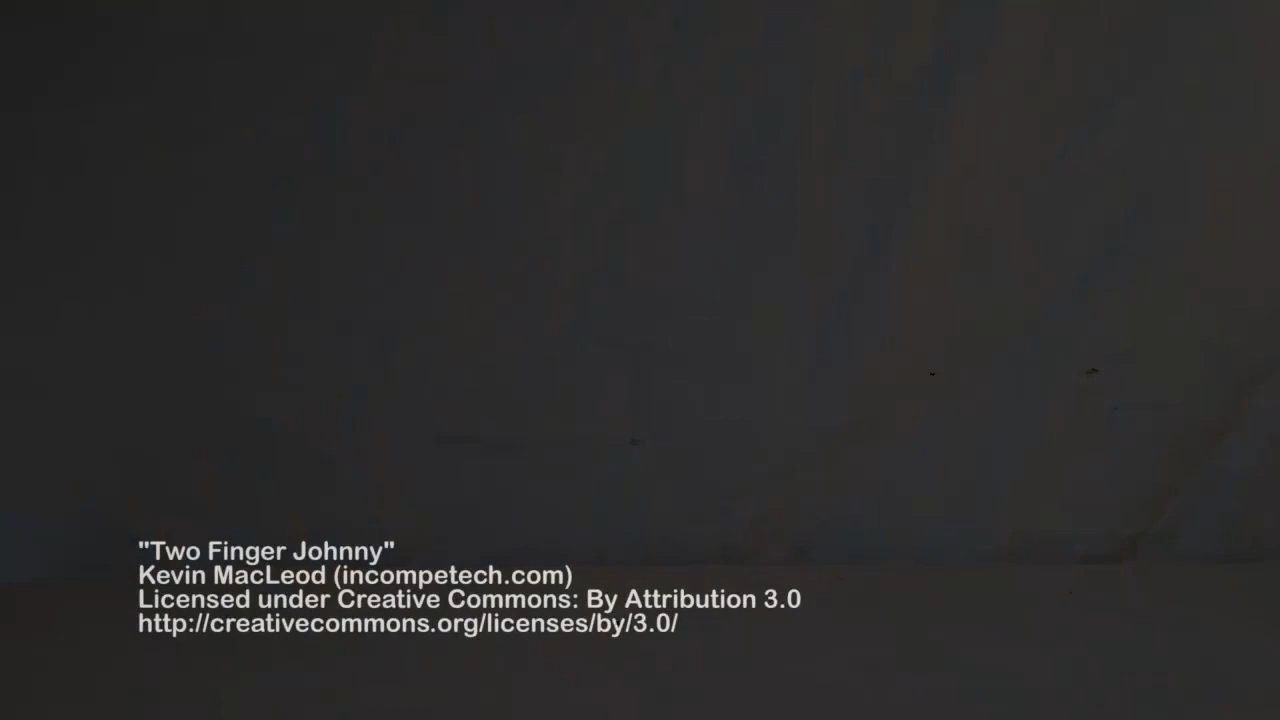 "Two Finger Johnny"
Kevin MacLeod (incompetech.com)
Licensed under Creative Commons: By Attribution 3.0
http://creativecommons.org/licenses/by/3.0/